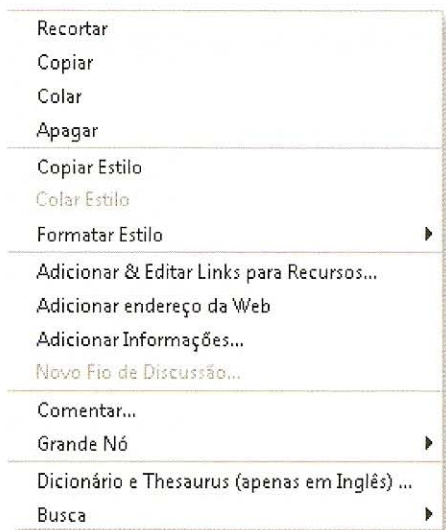 Recortar
Copiar
Colar
Apagar
Copiar Estilo
Colar Estilo
Formatar Estilo
Adicionar & Editar Links para Recursos...
Adicionar endereço da Web
Adicionar Informações...
Novo Fio de Discussão...
Comentar...
Grande Nó
Dicionário e Thesaurus (apenas em Inglês) ...
Busca